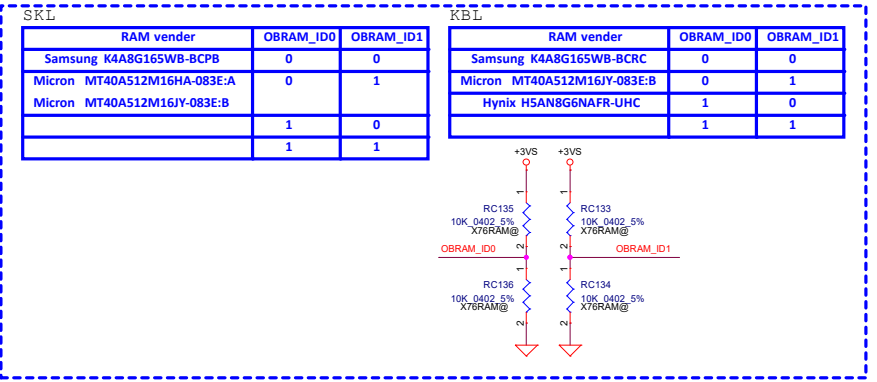 SKL
RAM vender OBRAM_ID0 OBRAM_ID1
Samsung K4A8G165WB-BCPB 0 0
Micron MT40A512M16HA-083E:A 0 1
Micron MT40A512M16JY-083E:B
1 0
1 1
KBL
RAM vender OBRAM_ID0 OBRAM_ID1
Samsung K4A8G165WB-BCRC 0 0
Micron MT40A512M16JY-083E:B 0 1
Hynix H5AN8G6NAFR-UHC 1 0
1 1
+3VS +3VS
1 1
RC135 RC133
10K_0402_5% 10K_0402_5%
X76RAM@ X76RAM@
2 2
OBRAM_ID0 OBRAM_ID1
1 1
RC136 RC134
10K_0402_5% 10K_0402_5%
X76RAM@ X76RAM@
2 2